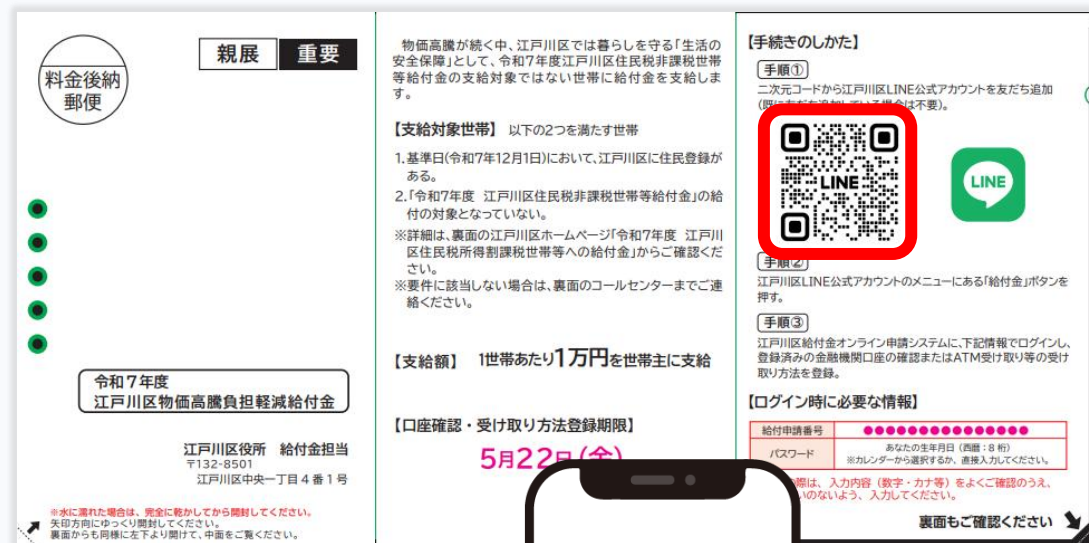 料金後納
郵便
親展
重要
令和7年度
江戸川区物価高騰負担軽減給付金
江戸川区役所 給付金担当
〒132-8501
江戸川区中央一丁目4番1号
※水に濡れた場合は、完全に乾かしてから開封してください。
矢印方向にゆっくり開封してください。
裏面からも同様に左下より開けて、中面をご覧ください。
物価高騰が続く中、江戸川区では暮らしを守る「生活の
安全保障」として、令和7年度江戸川区住民税非課税世帯
等給付金の支給対象ではない世帯に給付金を支給しま
す。
【支給対象世帯】 以下の2つを満たす世帯
1.基準日(令和7年12月1日)において、江戸川区に住民登録が
ある。
2.「令和7年度 江戸川区住民税非課税世帯等給付金」の給
付の対象となっていない。
※詳細は、裏面の江戸川区ホームページ「令和7年度 江戸川
区住民税所得割課税世帯等への給付金」からご確認くだ
さい。
※要件に該当しない場合は、裏面のコールセンターまでご連
絡ください。
【支給額】 1世帯あたり1万円を世帯主に支給
【口座確認・受け取り方法登録期限】
5月22日(金)
【手続きのしかた】
手順①
二次元コードから江戸川区LINE公式アカウントを友だち追加
(既に友だち追加している場合は不要)。
LINE
LINE
手順②
江戸川区LINE公式アカウントのメニューにある「給付金」ボタンを
押す。
手順③
江戸川区給付金オンライン申請システムに、下記情報でログインし、
登録済みの金融機関口座の確認またはATM受け取り等の受け
取り方法を登録。
【ログイン時に必要な情報】
給付申請番号 ●●●●●●●●●●●●●●
パスワード
あなたの生年月日(西暦:8桁)
※カレンダーから選択するか、直接入力してください。
際は、入力内容(数字・カナ等)をよくご確認のうえ、
いのないよう、入力してください。
裏面もご確認ください